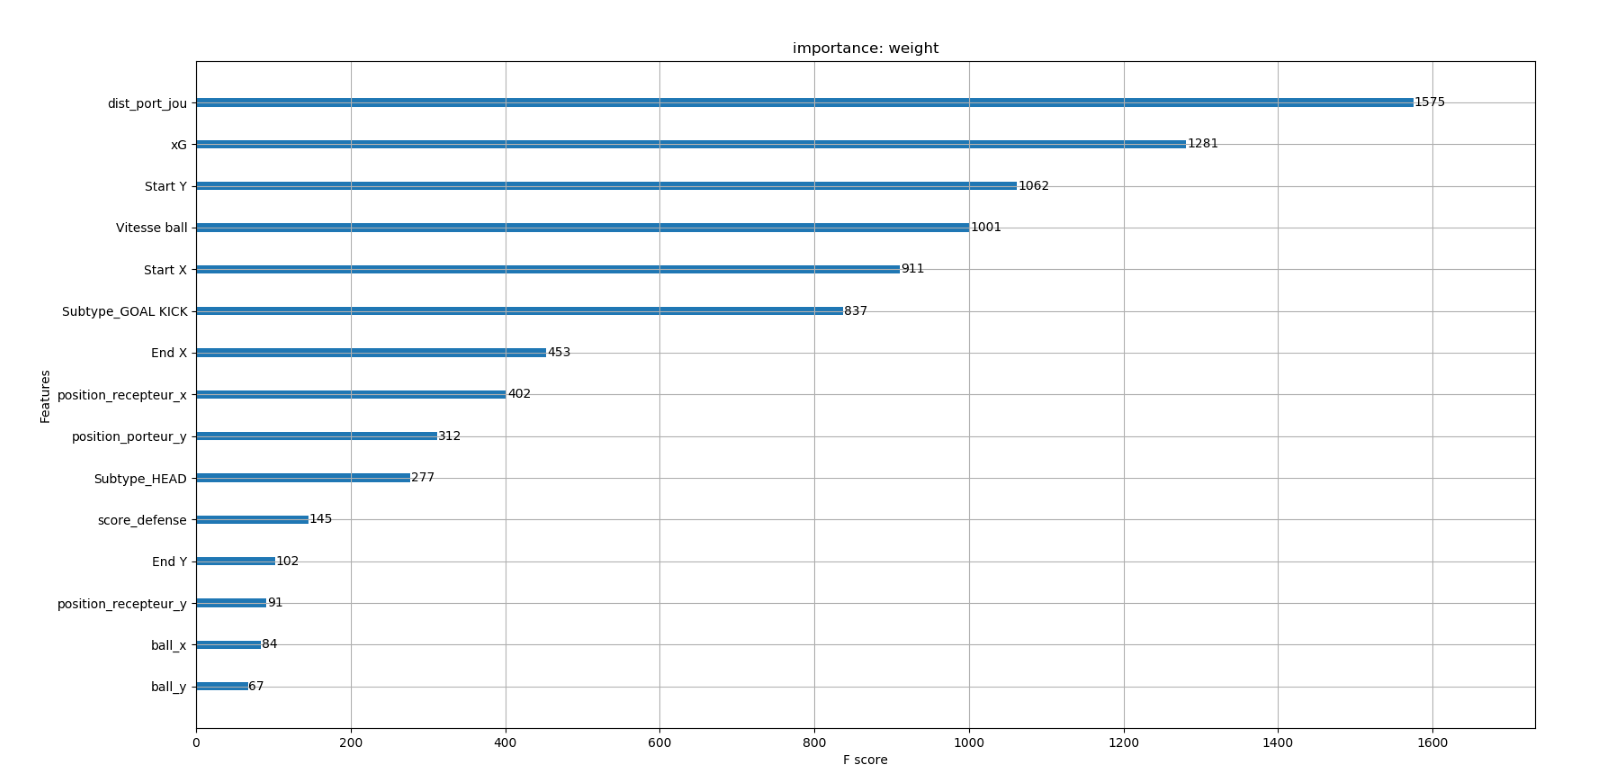 importance: weight
dist_port_jou 1575
xG 1281
Start Y 1062
Vitesse ball 1001
Start X 911
Subtype_GOAL KICK 837
End X 453
position_recepteur_x 402
position_porteur_y 312
Subtype_HEAD 277
score_defense 145
End Y 102
position_recepteur_y 91
ball_x 84
ball_y 67
Features
0 200 400 600 800 1000 1200 1400 1600
F score